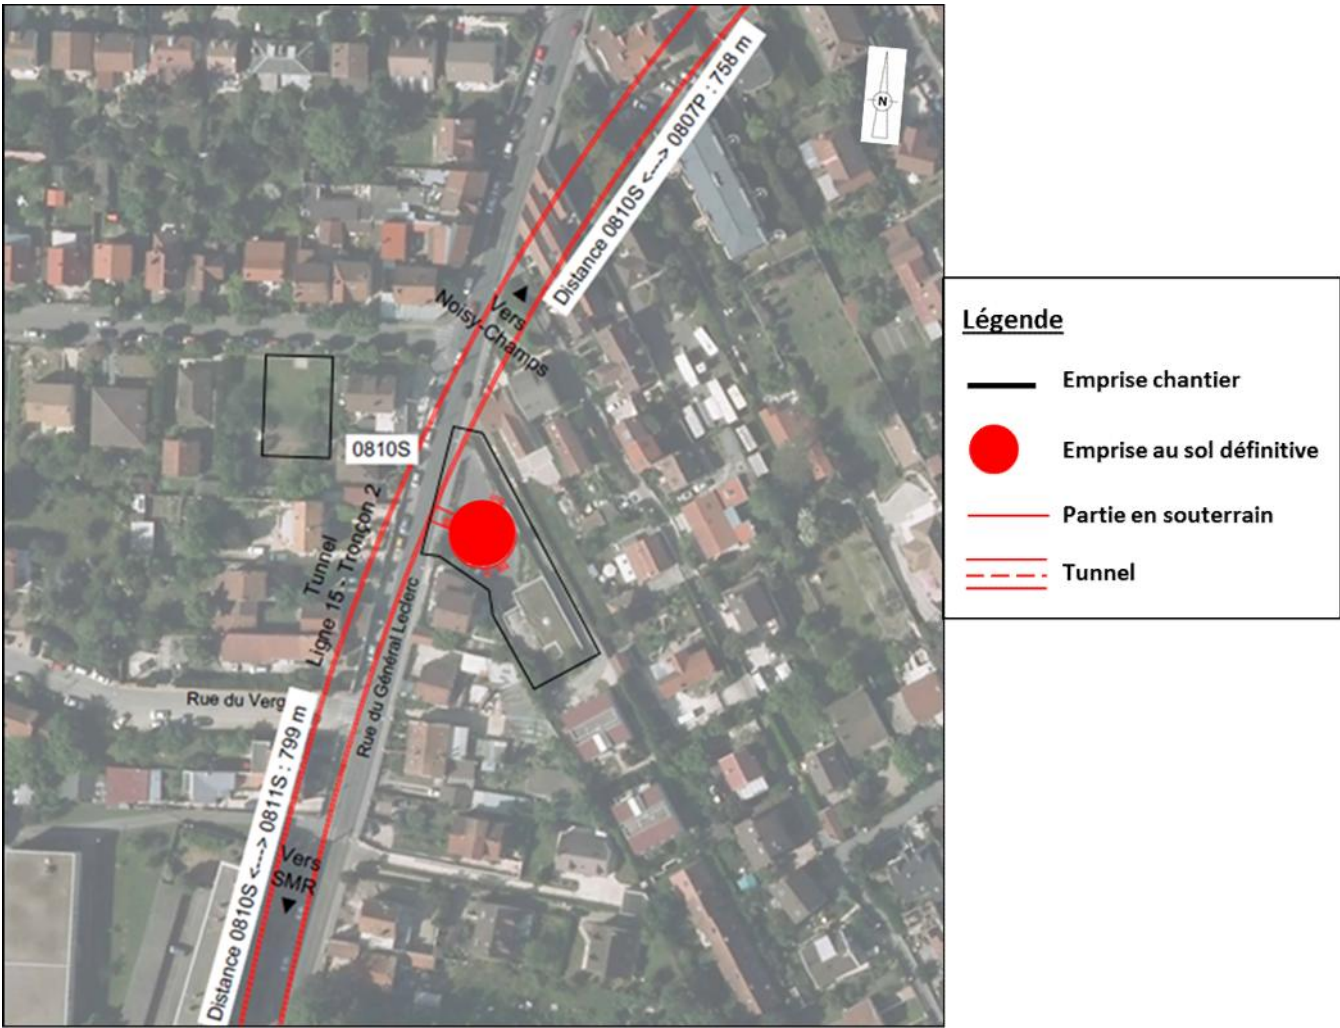 N
Distance 0810S <----> 0807P : 758 m
Vers
Noisy-Champs
0810S
Tunnel
Ligne 15 - Tronçon 2
Rue du Général Leclerc
Rue du Verg
Distance 0810S <----> 0811S : 799 m
Vers
SMR
Légende
Emprise chantier
Emprise au sol définitive
Partie en souterrain
Tunnel